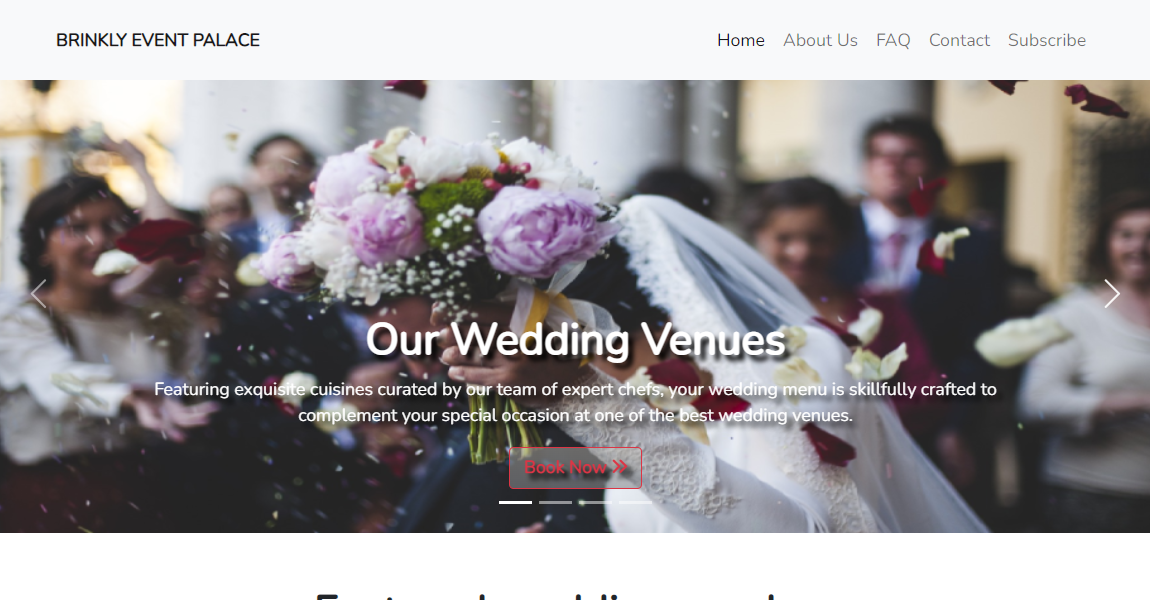 BRINKLY EVENT PALACE
Home About Us FAQ Contact Subscribe
Our Wedding Venues
Featuring exquisite cuisines curated by our team of expert chefs, your wedding menu is skillfully crafted to
complement your special occasion at one of the best wedding venues.
Book Now